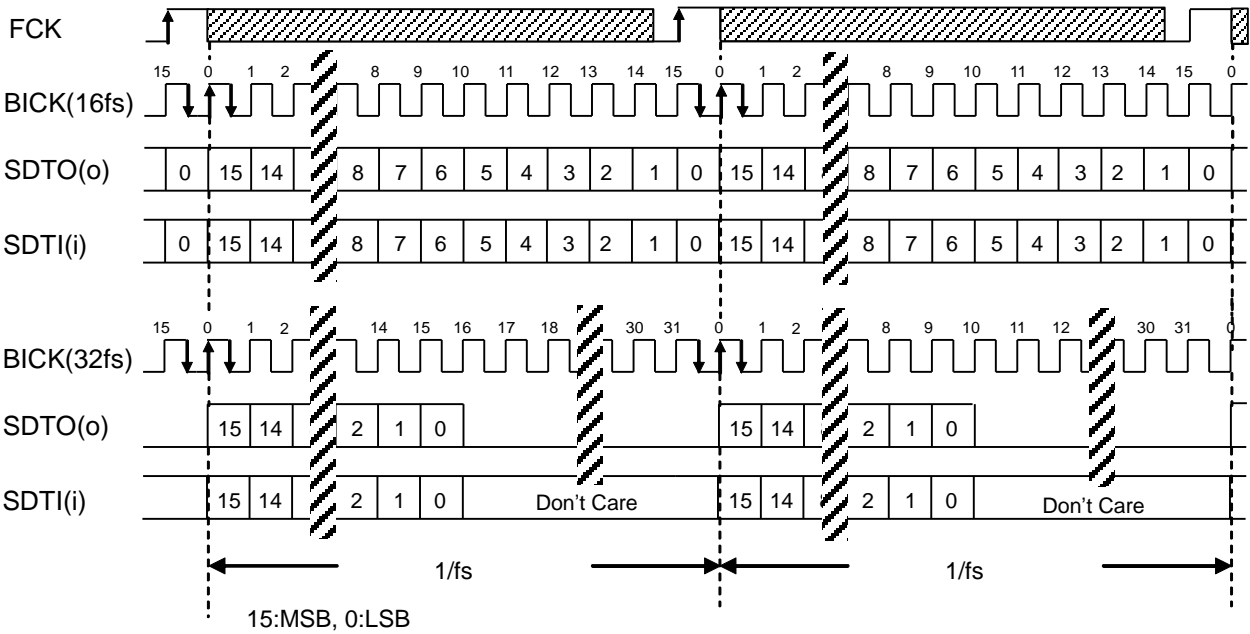 FCK
15 0 1 2 8 9 10 11 12 13 14 15 0 1 2 8 9 10 11 12 13 14 15 0
BICK(16fs)
SDTO(o) 0 15 14 8 7 6 5 4 3 2 1 0 15 14 8 7 6 5 4 3 2 1 0
SDTI(i) 0 15 14 8 7 6 5 4 3 2 1 0 15 14 8 7 6 5 4 3 2 1 0
15 0 1 2 14 15 16 17 18 30 31 0 1 2 8 9 10 11 12 30 31 0
BICK(32fs)
SDTO(o) 15 14 2 1 0 15 14 2 1 0
SDTI(i) 15 14 2 1 0 Don't Care 15 14 2 1 0 Don't Care
1/fs 1/fs
15:MSB, 0:LSB